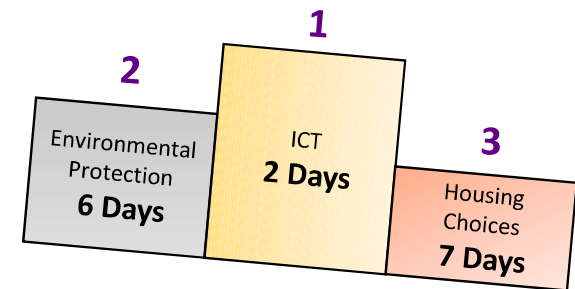 2
Environmental
Protection
6 Days
1
ICT
2 Days
3
Housing
Choices
7 Days